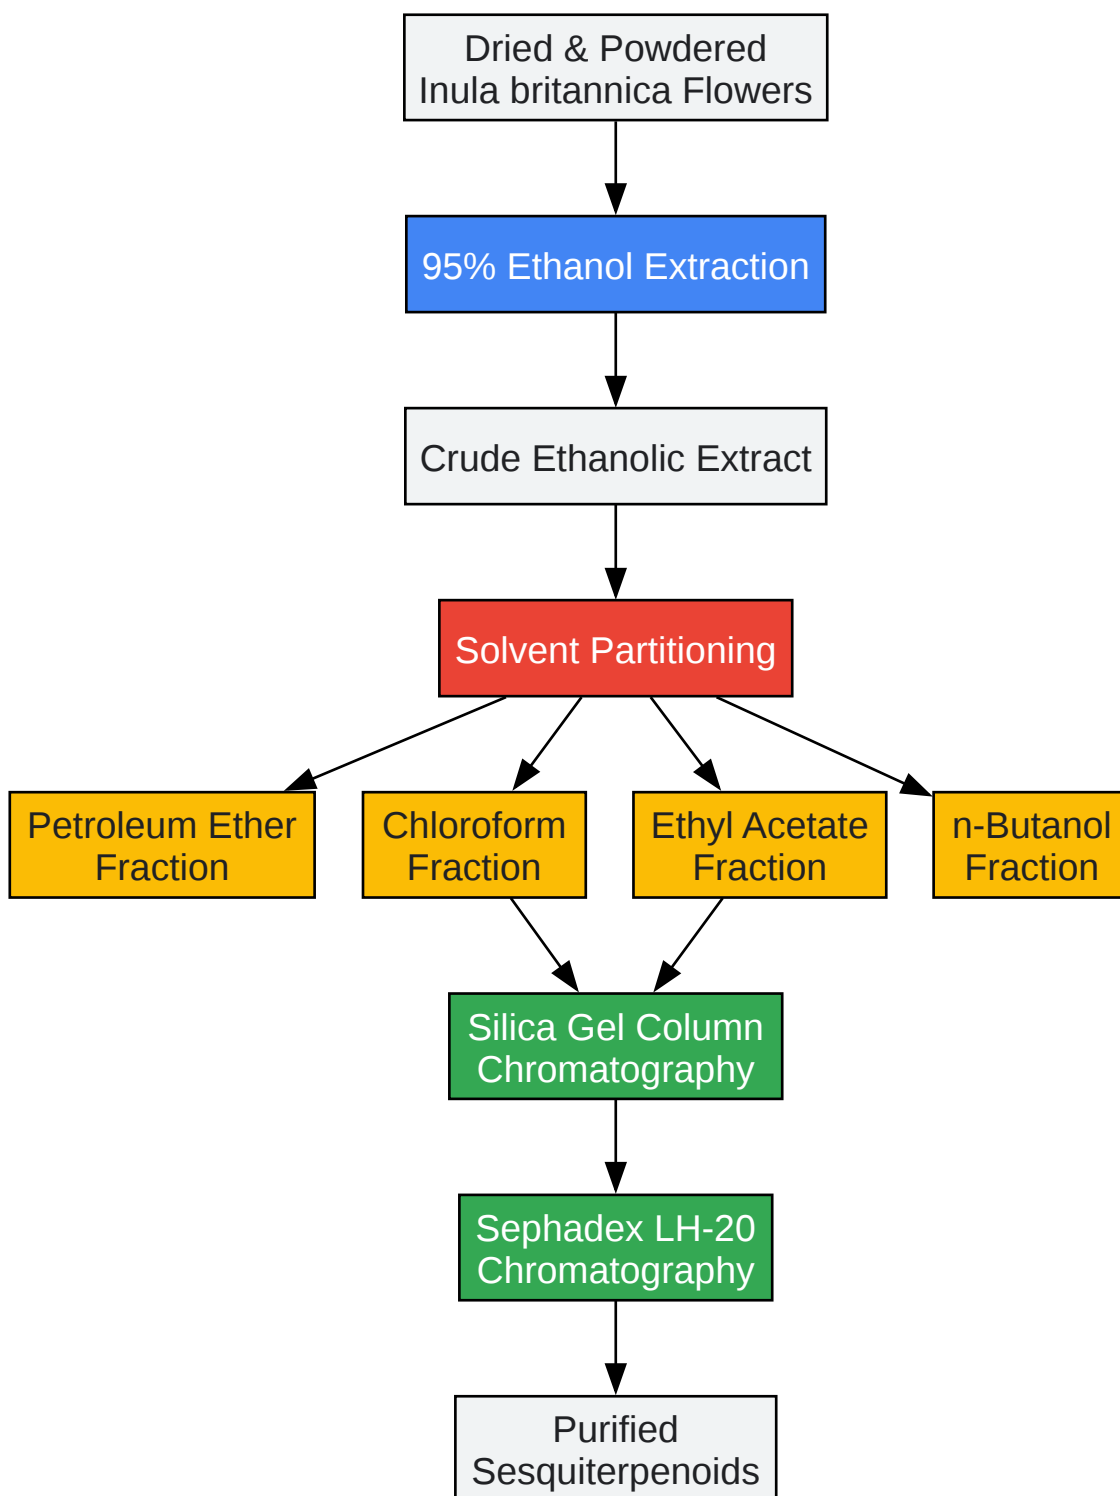 Dried & Powdered
Inula britannica Flowers
95% Ethanol Extraction
Crude Ethanolic Extract
Solvent Partitioning
Petroleum Ether
Fraction
Chloroform
Fraction
Ethyl Acetate
Fraction
n-Butanol
Fraction
Silica Gel Column
Chromatography
Sephadex LH-20
Chromatography
Purified
Sesquiterpenoids